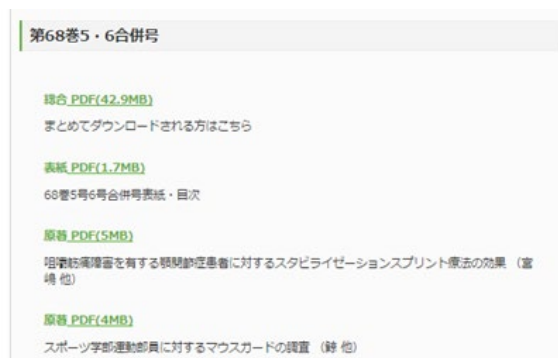 第68巻5・6合併号
総合 PDF(42.9MB)
まとめてダウンロードされる方はこちら
表紙 PDF(1.7MB)
68巻5号6号合併号表紙・目次
原著 PDF(5MB)
咀嚼筋痛障害を有する顎関節症患者に対するスタビライゼーションスプリント療法の効果 （宮
嶋 他)
原著 PDF(4MB)
スポーツ学部運動部員に対するマウスガードの調査 （鈴 他)